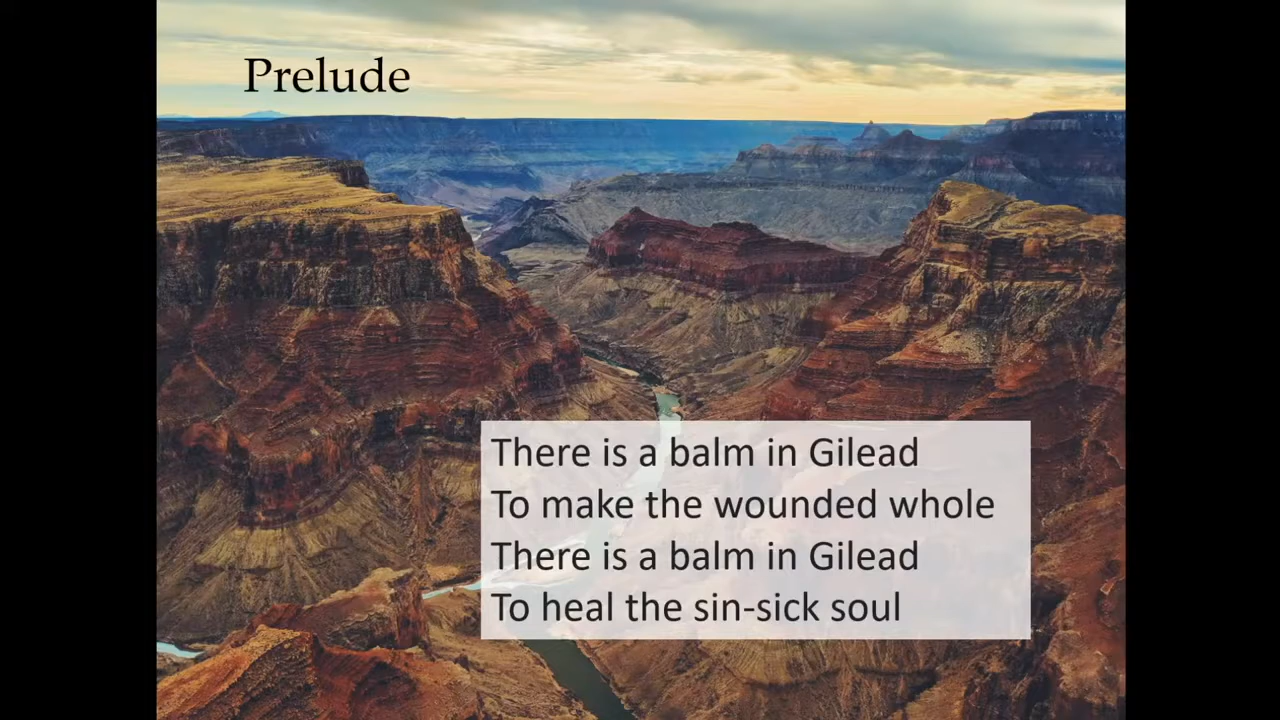 Prelude
There is a balm in Gilead
To make the wounded whole
There is a balm in Gilead
To heal the sin-sick soul